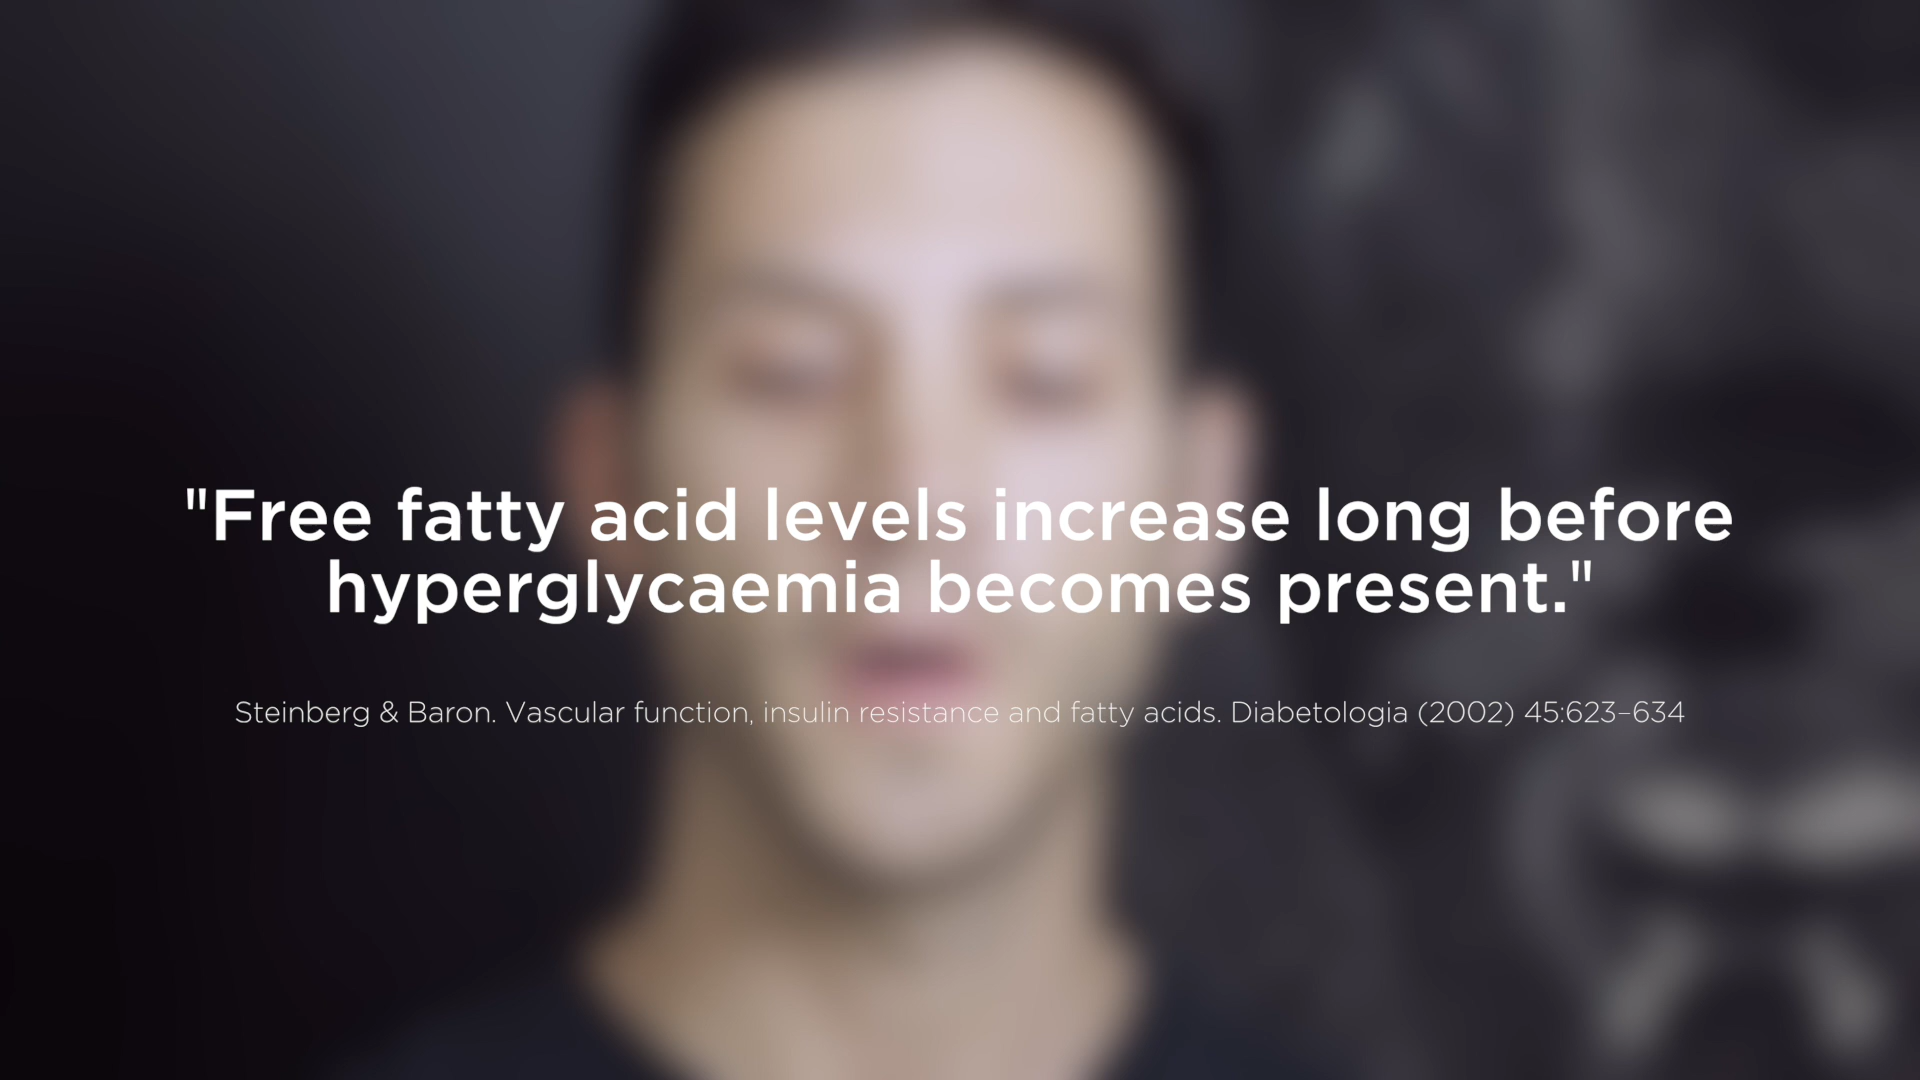 "Free fatty acid levels increase long before
hyperglycaemia becomes present."
Steinberg & Baron. Vascular function, insulin resistance and fatty acids. Diabetologia (2002) 45:623–634